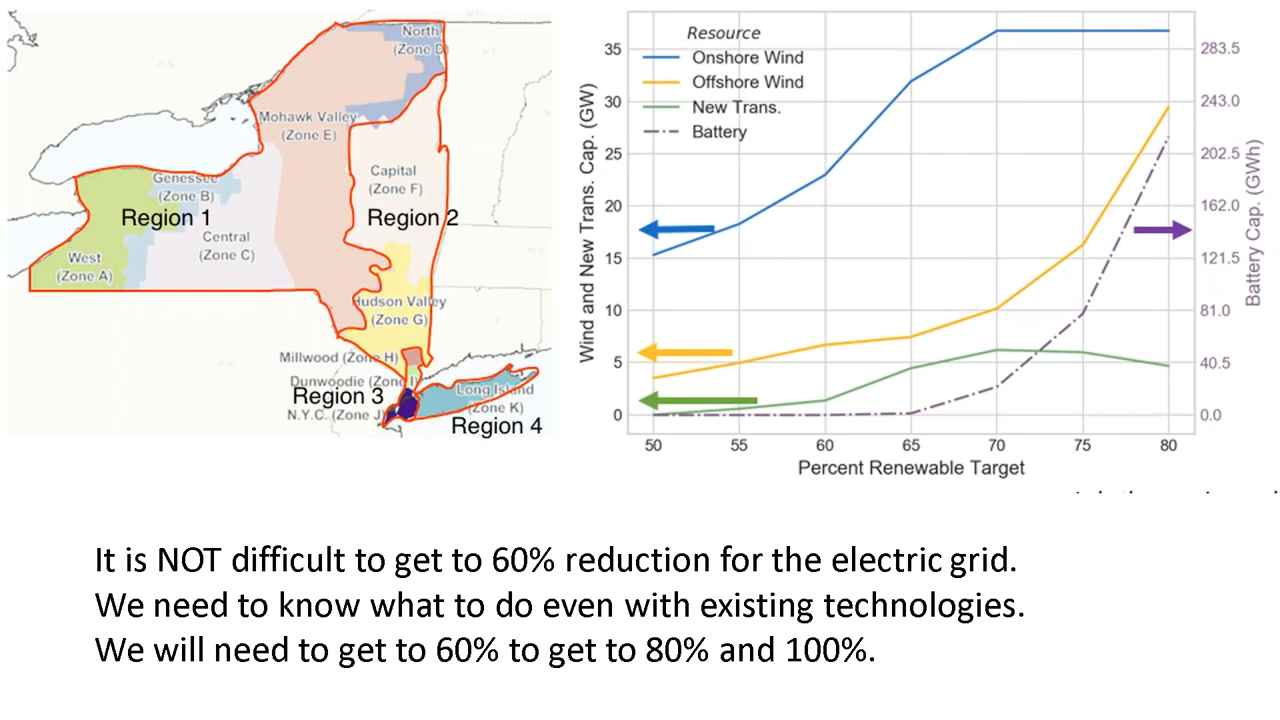 North
(Zone D)
Mohawk Valley
(Zone E)
Capital
(Zone F)
Genessee
(Zone B)
Region 1
Region 2
Central
(Zone C)
West
(Zone A)
Hudson Valley
(Zone G)
Millwood (Zone H)
Dunwoodie (Zone I)
Region 3
N.Y.C. (Zone J)
Long Island
(Zone K)
Region 4
Resource
Onshore Wind
Offshore Wind
New Trans.
Battery
Wind and New Trans. Cap. (GW)
35
30
25
20
15
10
5
0
283.5
243.0
202.5
162.0
121.5
81.0
40.5
0.0
Battery Cap. (GWh)
50 55 60 65 70 75 80
Percent Renewable Target
It is NOT difficult to get to 60% reduction for the electric grid.
We need to know what to do even with existing technologies.
We will need to get to 60% to get to 80% and 100%.